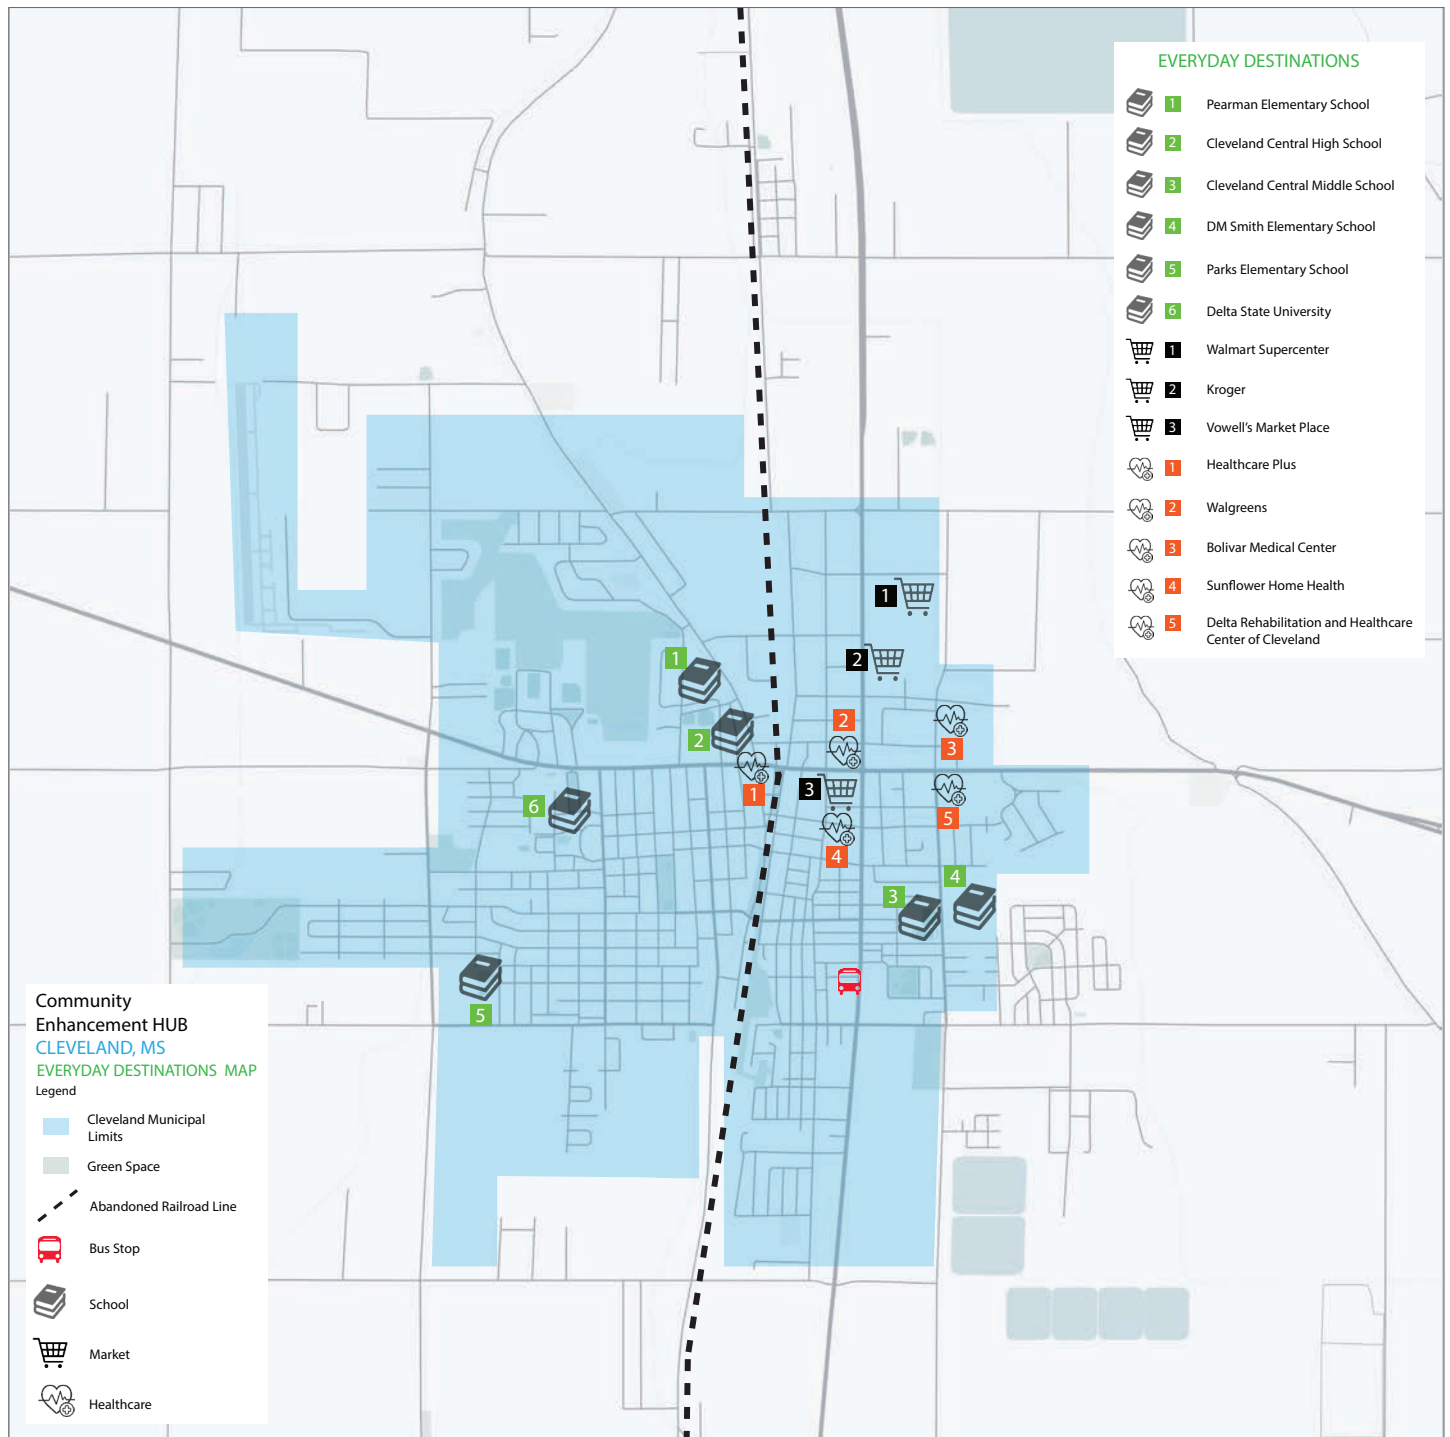 EVERYDAY DESTINATIONS
1 Pearman Elementary School
2 Cleveland Central High School
3 Cleveland Central Middle School
4 DM Smith Elementary School
5 Parks Elementary School
6 Delta State University
1 Walmart Supercenter
2 Kroger
3 Vowell's Market Place
1 Healthcare Plus
2 Walgreens
3 Bolivar Medical Center
4 Sunflower Home Health
5 Delta Rehabilitation and Healthcare
Center of Cleveland
1
2
1
2
2
3
1
3
6
5
4
4
3
5
Community
Enhancement HUB
CLEVELAND, MS
EVERYDAY DESTINATIONS MAP
Legend
Cleveland Municipal
Limits
Green Space
Abandoned Railroad Line
Bus Stop
School
Market
Healthcare